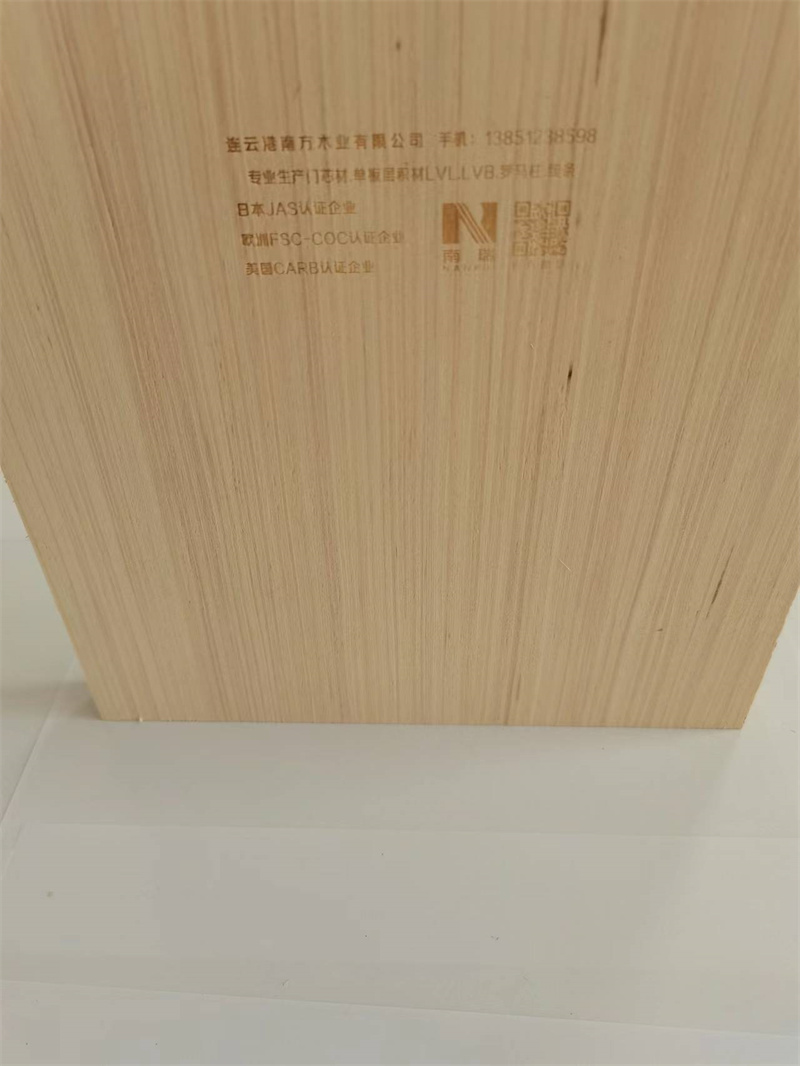 连云港南方木业有限公司 手机：13851238598
专业生产门芯材.单板层积材LVL.LVB.罗马柱.线条
日本JAS认证企业
欧洲FSC-COC认证企业
美国CARB认证企业
N
南